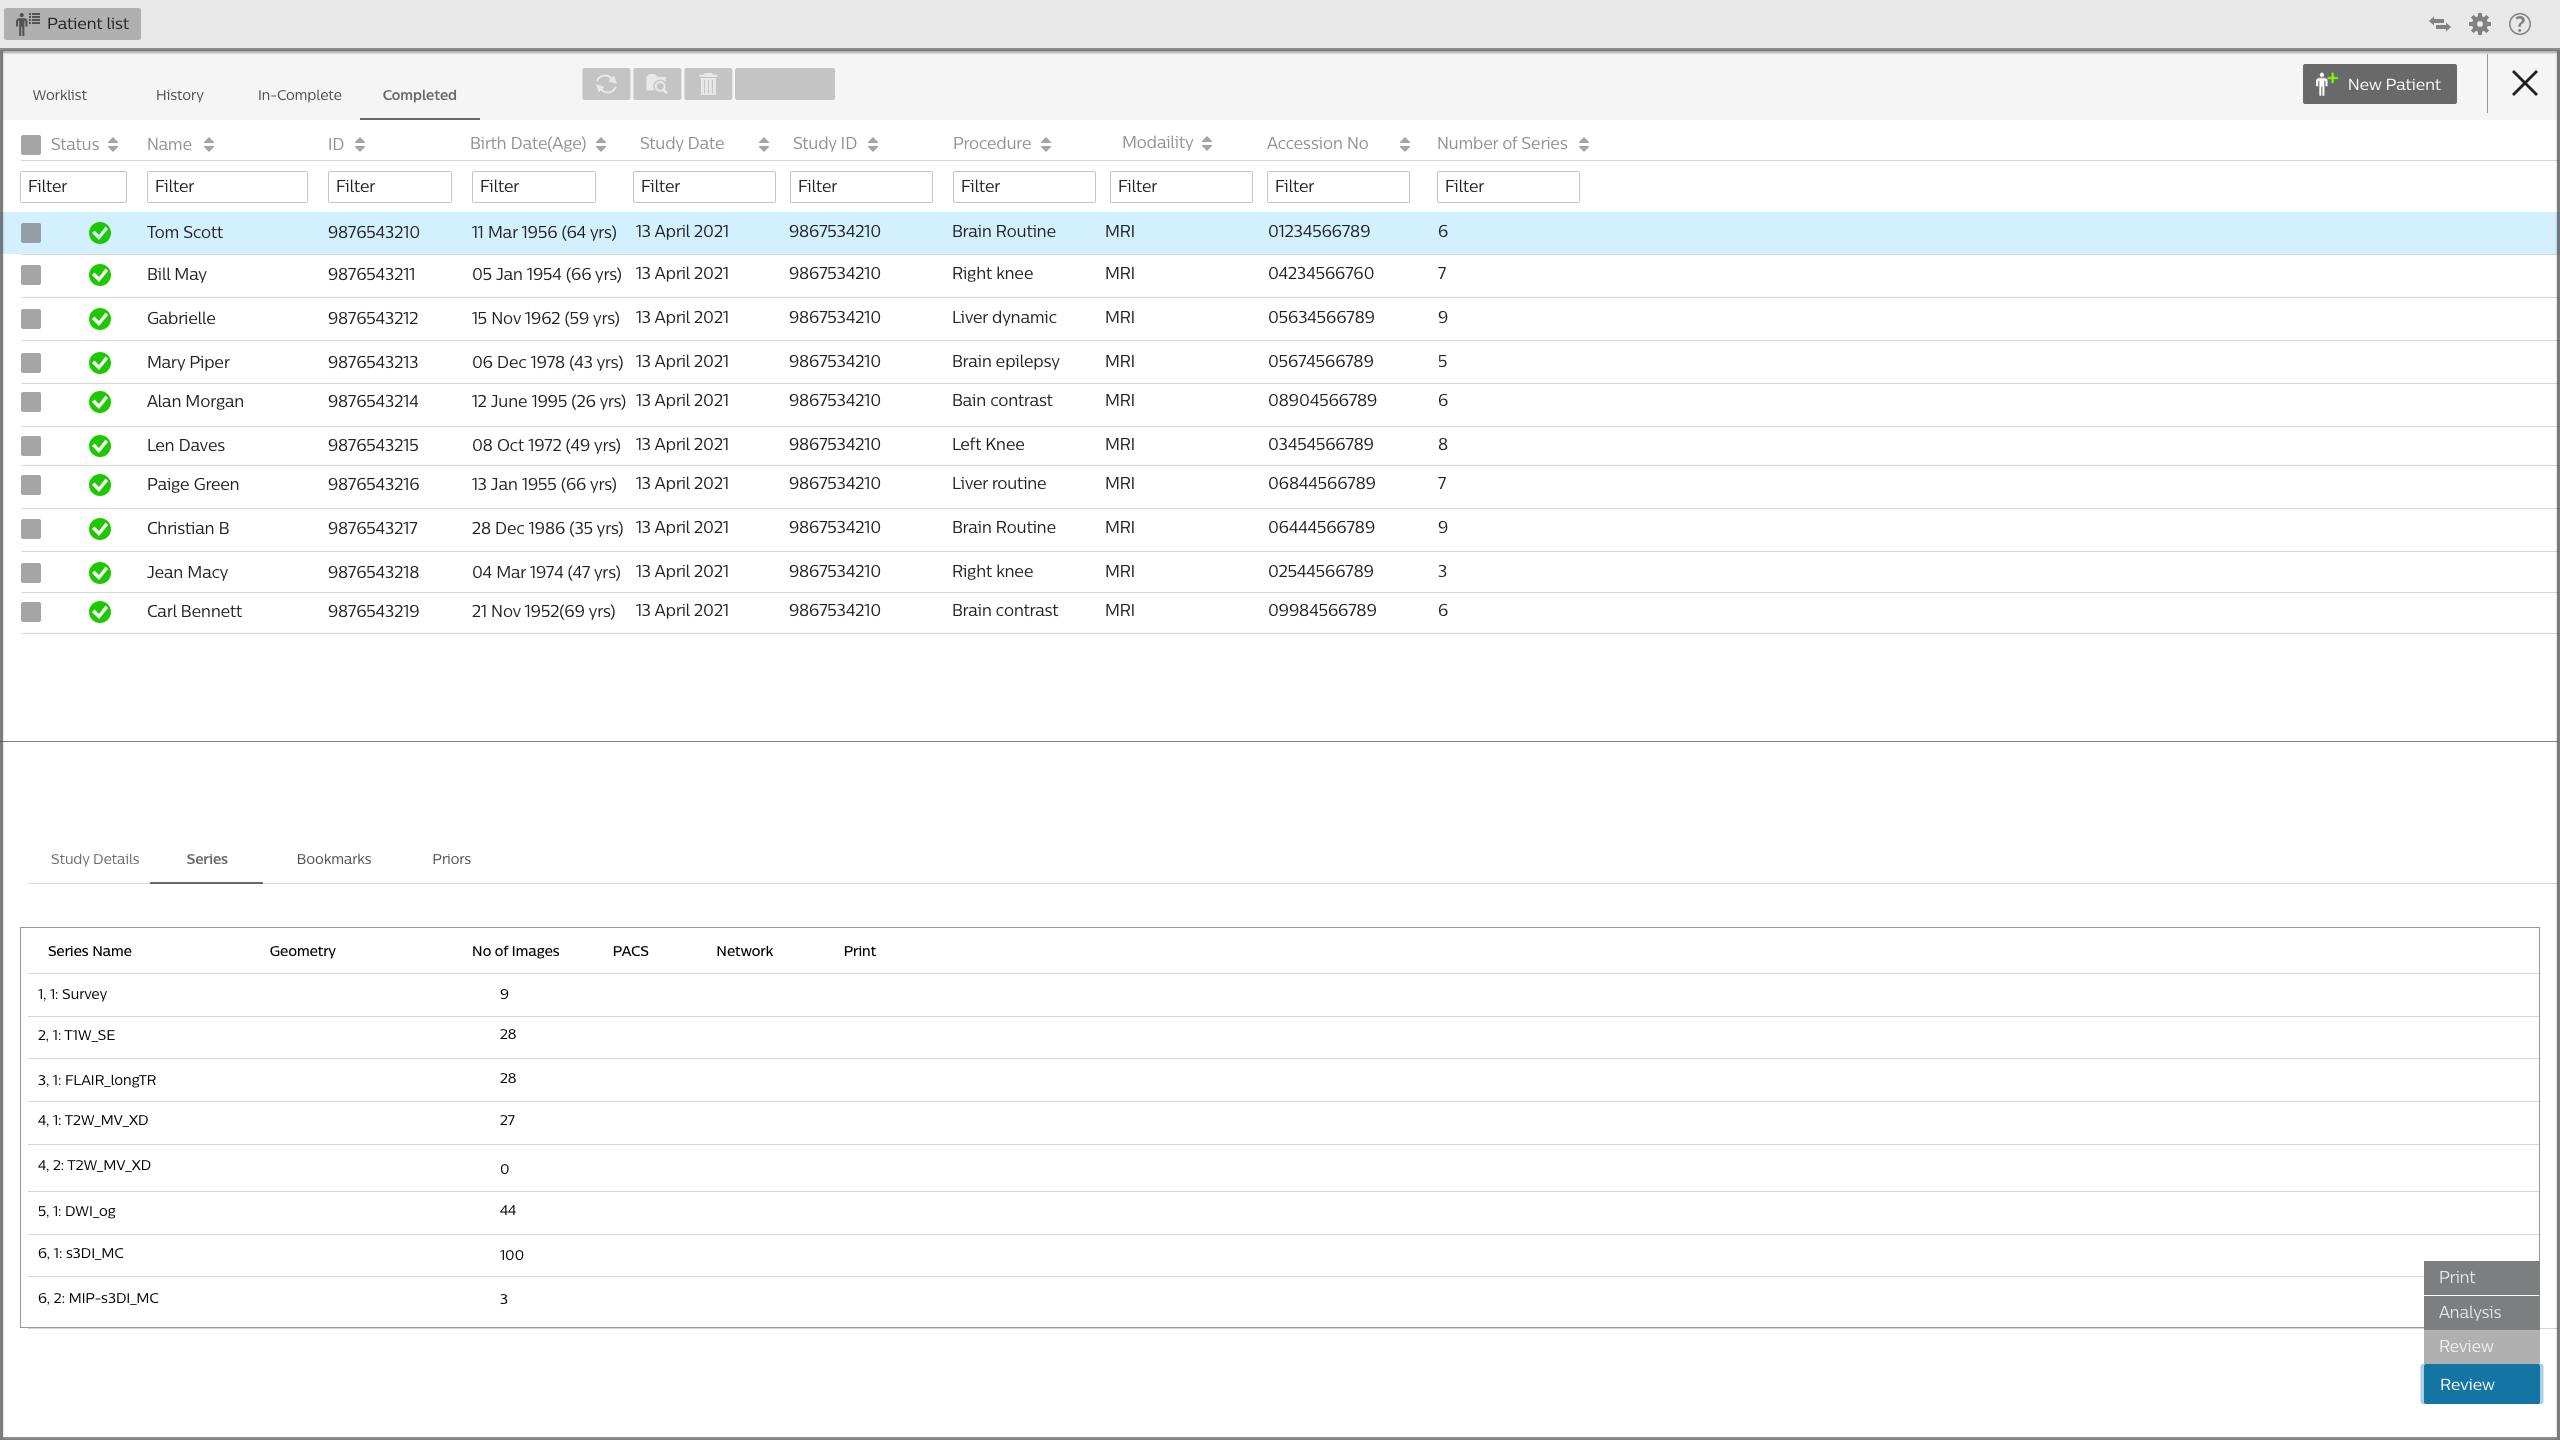 Patient list
Worklist History In-Complete Completed New Patient
Status Name ID Birth Date(Age) Study Date Study ID Procedure Modaility Accession No Number of Series
Filter Filter Filter Filter Filter Filter Filter Filter Filter Filter
Tom Scott 9876543210 11 Mar 1956 (64 yrs) 13 April 2021 9867534210 Brain Routine MRI 01234566789 6
Bill May 9876543211 05 Jan 1954 (66 yrs) 13 April 2021 9867534210 Right knee MRI 04234566760 7
Gabrielle 9876543212 15 Nov 1962 (59 yrs) 13 April 2021 9867534210 Liver dynamic MRI 05634566789 9
Mary Piper 9876543213 06 Dec 1978 (43 yrs) 13 April 2021 9867534210 Brain epilepsy MRI 05674566789 5
Alan Morgan 9876543214 12 June 1995 (26 yrs) 13 April 2021 9867534210 Bain contrast MRI 08904566789 6
Len Daves 9876543215 08 Oct 1972 (49 yrs) 13 April 2021 9867534210 Left Knee MRI 03454566789 8
Paige Green 9876543216 13 Jan 1955 (66 yrs) 13 April 2021 9867534210 Liver routine MRI 06844566789 7
Christian B 9876543217 28 Dec 1986 (35 yrs) 13 April 2021 9867534210 Brain Routine MRI 06444566789 9
Jean Macy 9876543218 04 Mar 1974 (47 yrs) 13 April 2021 9867534210 Right knee MRI 02544566789 3
Carl Bennett 9876543219 21 Nov 1952(69 yrs) 13 April 2021 9867534210 Brain contrast MRI 09984566789 6
Study Details Series Bookmarks Priors
Series Name Geometry No of Images PACS Network Print
1, 1: Survey 9
2, 1: T1W_SE 28
3, 1: FLAIR_longTR 28
4, 1: T2W_MV_XD 27
4, 2: T2W_MV_XD 0
5, 1: DWI_og 44
6, 1: s3DI_MC 100
6, 2: MIP-s3DI_MC 3
Print
Analysis
Review
Review